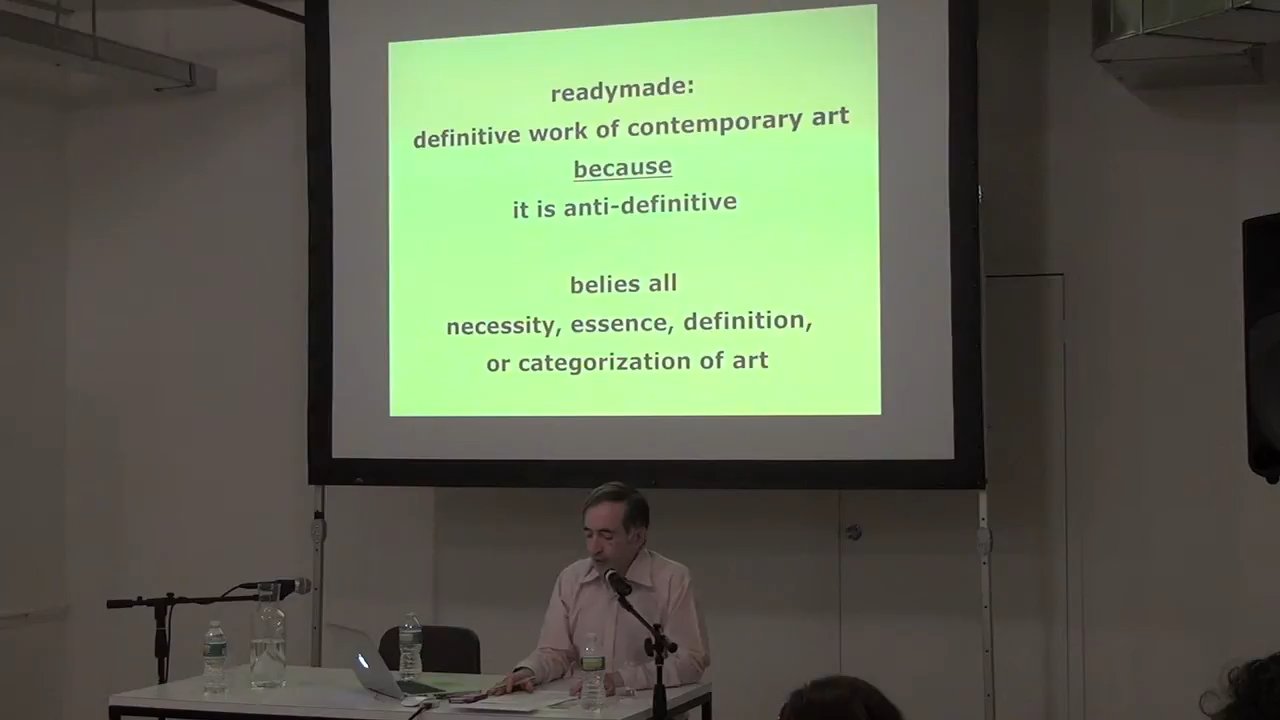 readymade:
definitive work of contemporary art
because
it is anti-definitive
belies all
necessity, essence, definition,
or categorization of art